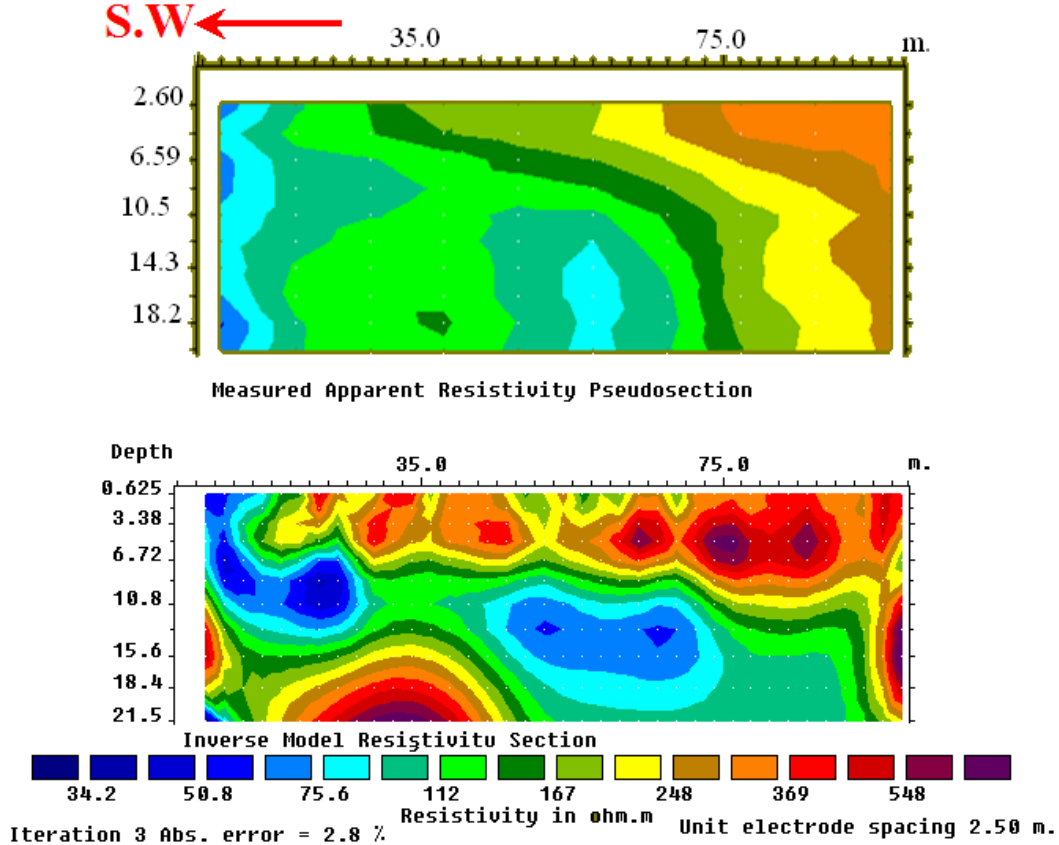 S.W
35.0 75.0 m.
2.60
6.59
10.5
14.3
18.2
Measured Apparent Resistivity Pseudosection
Depth 35.0 75.0 m.
0.625
3.38
6.72
10.8
15.6
18.4
21.5
Inverse Model Resistivitu Section
34.2 50.8 75.6 112 167 248 369 548
Resistivity in ohm.m
Iteration 3 Abs. error = 2.8 % Unit electrode spacing 2.50 m.